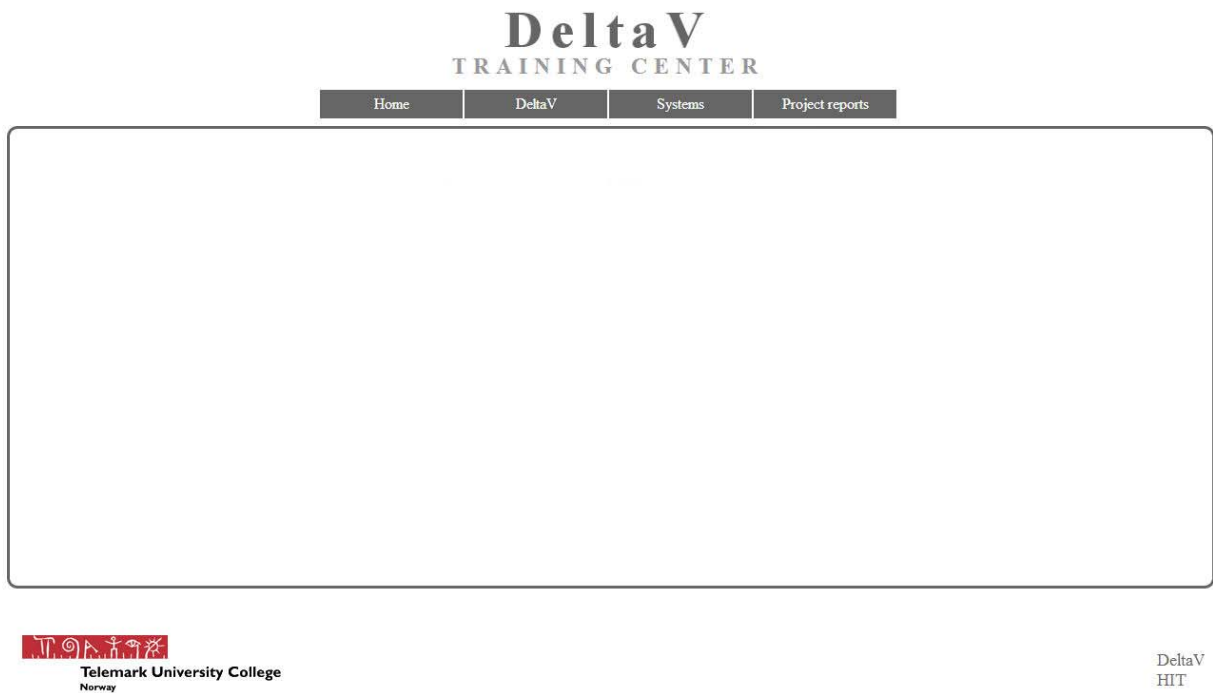 DeltaV
TRAINING CENTER
Home DeltaV Systems Project reports
Telemark University College
Norway
DeltaV
HIT